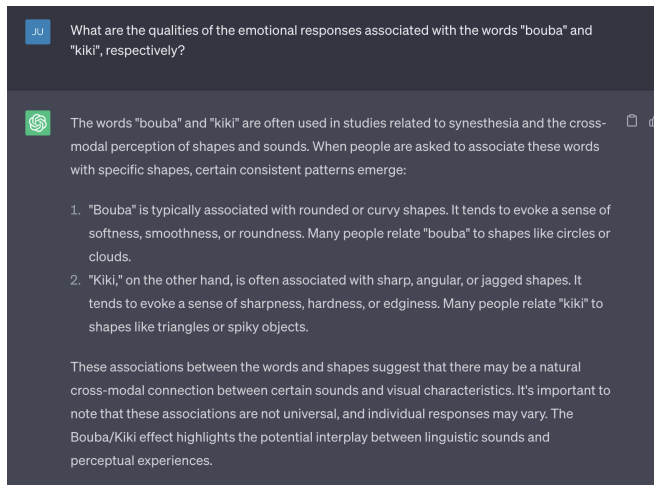 JU
What are the qualities of the emotional responses associated with the words "bouba" and
"kiki", respectively?
The words "bouba" and "kiki" are often used in studies related to synesthesia and the cross-
modal perception of shapes and sounds. When people are asked to associate these words
with specific shapes, certain consistent patterns emerge:
1. "Bouba" is typically associated with rounded or curvy shapes. It tends to evoke a sense of
softness, smoothness, or roundness. Many people relate "bouba" to shapes like circles or
clouds.
2. "Kiki," on the other hand, is often associated with sharp, angular, or jagged shapes. It
tends to evoke a sense of sharpness, hardness, or edginess. Many people relate "kiki" to
shapes like triangles or spiky objects.
These associations between the words and shapes suggest that there may be a natural
cross-modal connection between certain sounds and visual characteristics. It's important to
note that these associations are not universal, and individual responses may vary. The
Bouba/Kiki effect highlights the potential interplay between linguistic sounds and
perceptual experiences.